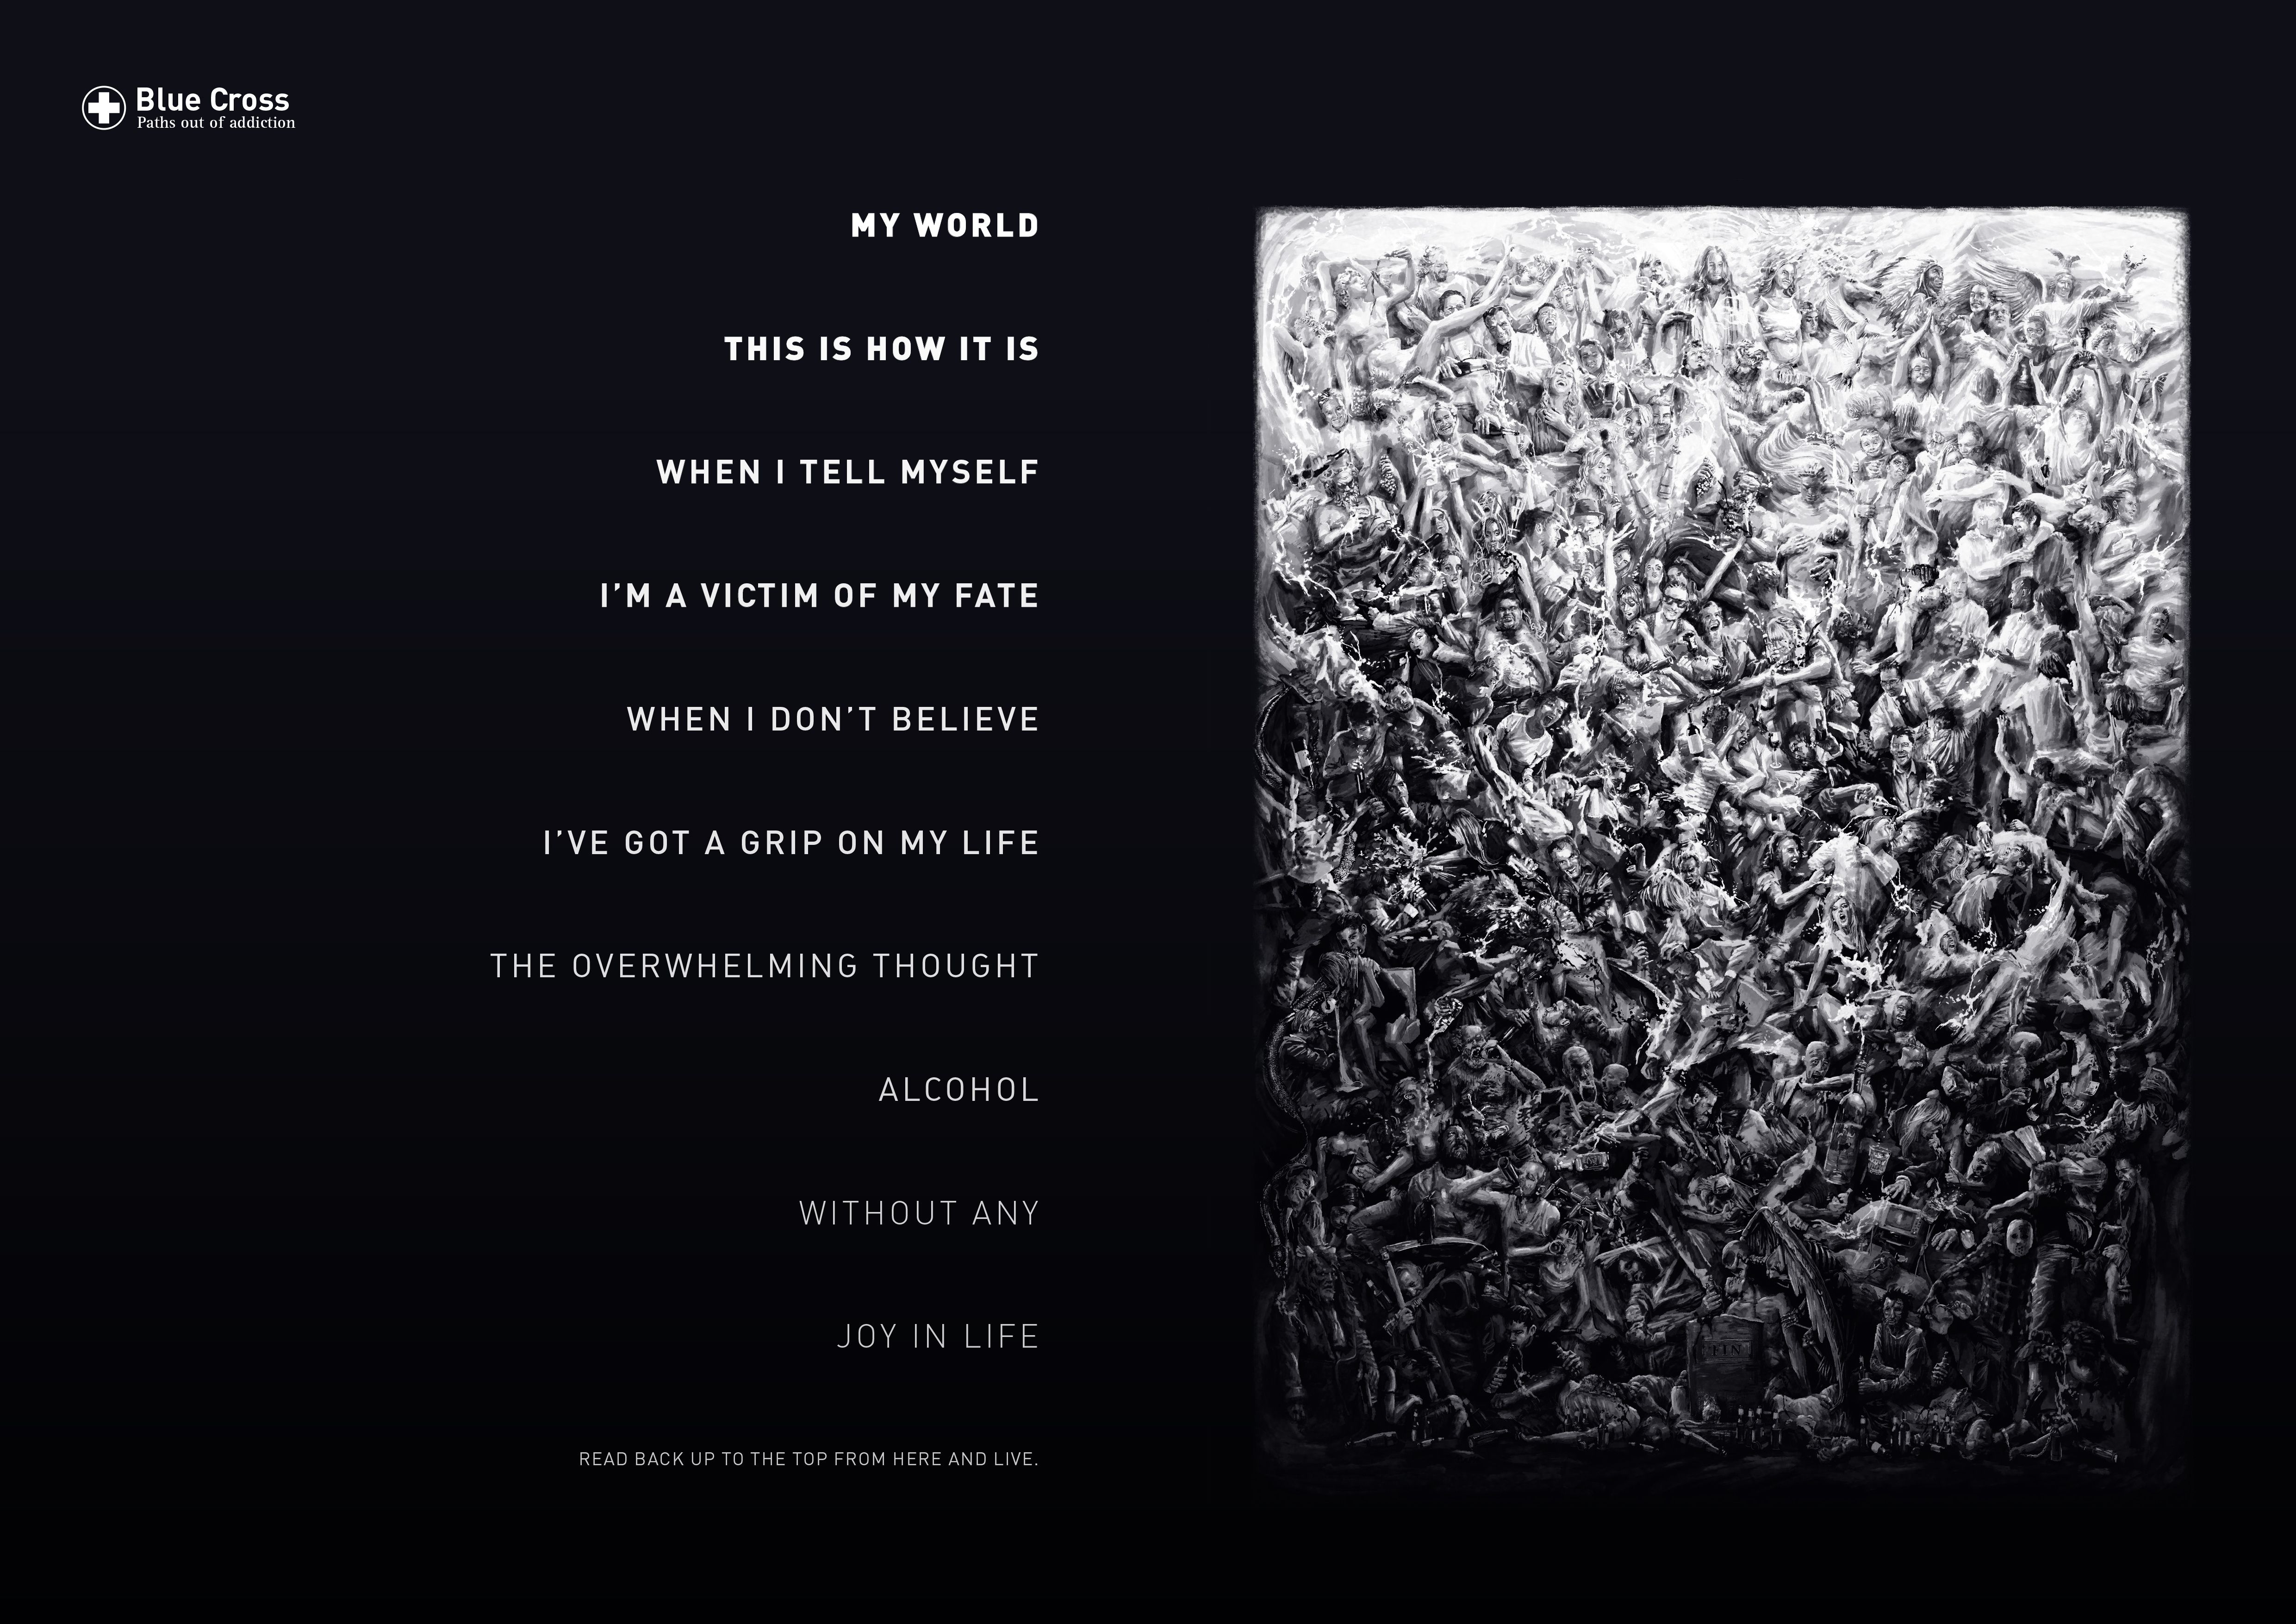 Blue Cross
Paths out of addiction
MY WORLD
THIS IS HOW IT IS
WHEN I TELL MYSELF
I’M A VICTIM OF MY FATE
WHEN I DON’T BELIEVE
I’VE GOT A GRIP ON MY LIFE
THE OVERWHELMING THOUGHT
ALCOHOL
WITHOUT ANY
JOY IN LIFE
READ BACK UP TO THE TOP FROM HERE AND LIVE.
FIN